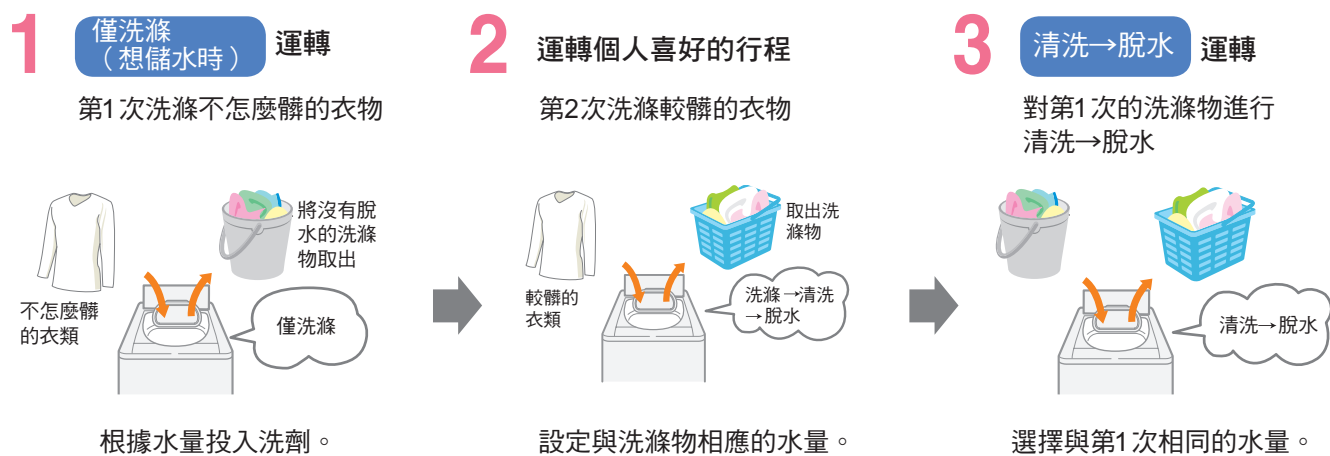 1
僅洗滌
（想儲水時）
運轉
第1次洗滌不怎麼髒的衣物
將沒有脫
水的洗滌
物取出
不怎麼髒
的衣類
僅洗滌
根據水量投入洗劑。
2
運轉個人喜好的行程
第2次洗滌較髒的衣物
取出洗
滌物
較髒的
衣類
洗滌→清洗
→脫水
設定與洗滌物相應的水量。
3
清洗→脫水
運轉
對第1次的洗滌物進行
清洗→脫水
清洗→脫水
選擇與第1次相同的水量。